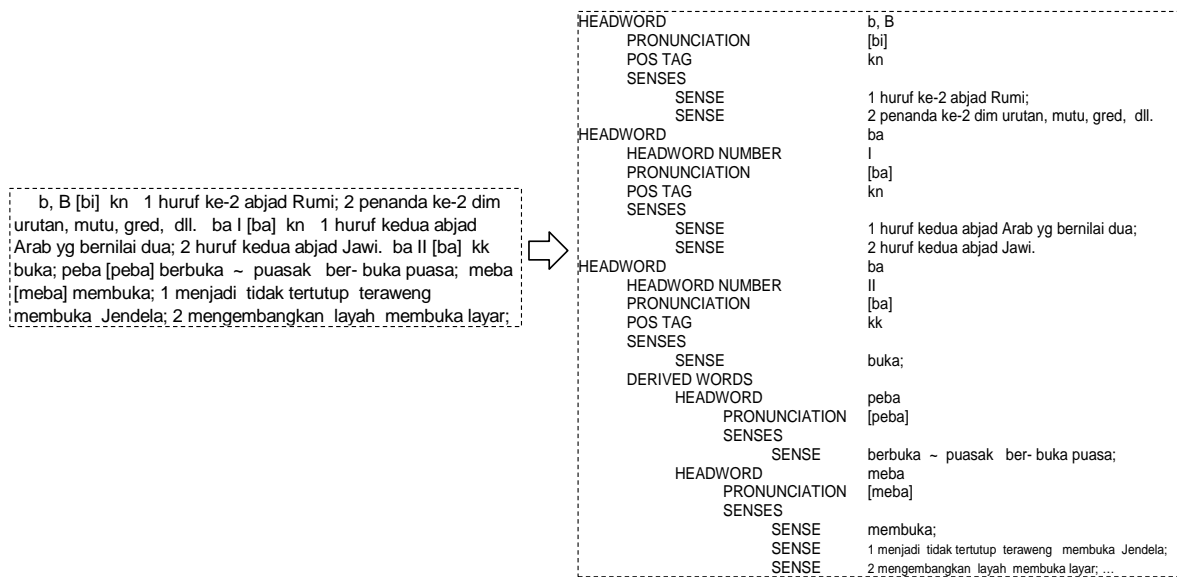 b, B [bi] kn 1 huruf ke-2 abjad Rumi; 2 penanda ke-2 dim
urutan, mutu, gred, dll. ba I [ba] kn 1 huruf kedua abjad
Arab yg bernilai dua; 2 huruf kedua abjad Jawi. ba II [ba] kk
buka; peba [peba] berbuka ~ puasak ber- buka puasa; meba
[meba] membuka; 1 menjadi tidak tertutup teraweng
membuka Jendela; 2 mengembangkan layah membuka layar;
HEADWORD b, B
PRONUNCIATION [bi]
POS TAG kn
SENSES
SENSE 1 huruf ke-2 abjad Rumi;
SENSE 2 penanda ke-2 dim urutan, mutu, gred, dll.
HEADWORD ba
HEADWORD NUMBER I
PRONUNCIATION [ba]
POS TAG kn
SENSES
SENSE 1 huruf kedua abjad Arab yg bernilai dua;
SENSE 2 huruf kedua abjad Jawi.
HEADWORD ba
HEADWORD NUMBER II
PRONUNCIATION [ba]
POS TAG kk
SENSES
SENSE buka;
DERIVED WORDS
HEADWORD peba
PRONUNCIATION [peba]
SENSES
SENSE berbuka ~ puasak ber- buka puasa;
HEADWORD meba
PRONUNCIATION [meba]
SENSES
SENSE membuka;
SENSE 1 menjadi tidak tertutup teraweng membuka Jendela;
SENSE 2 mengembangkan layah membuka layar; ...